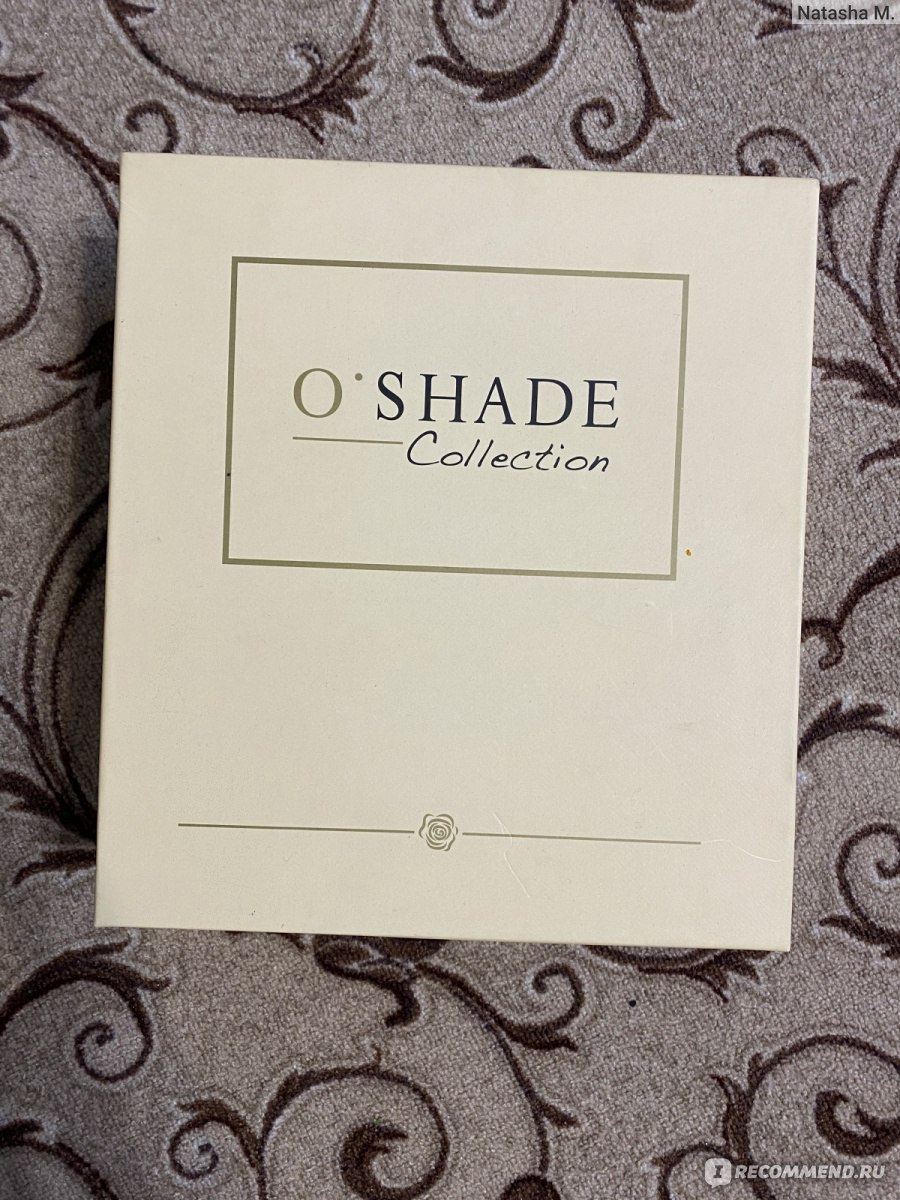 Natasha M.
O'SHADE
Collection
I RECOMMEND.RU